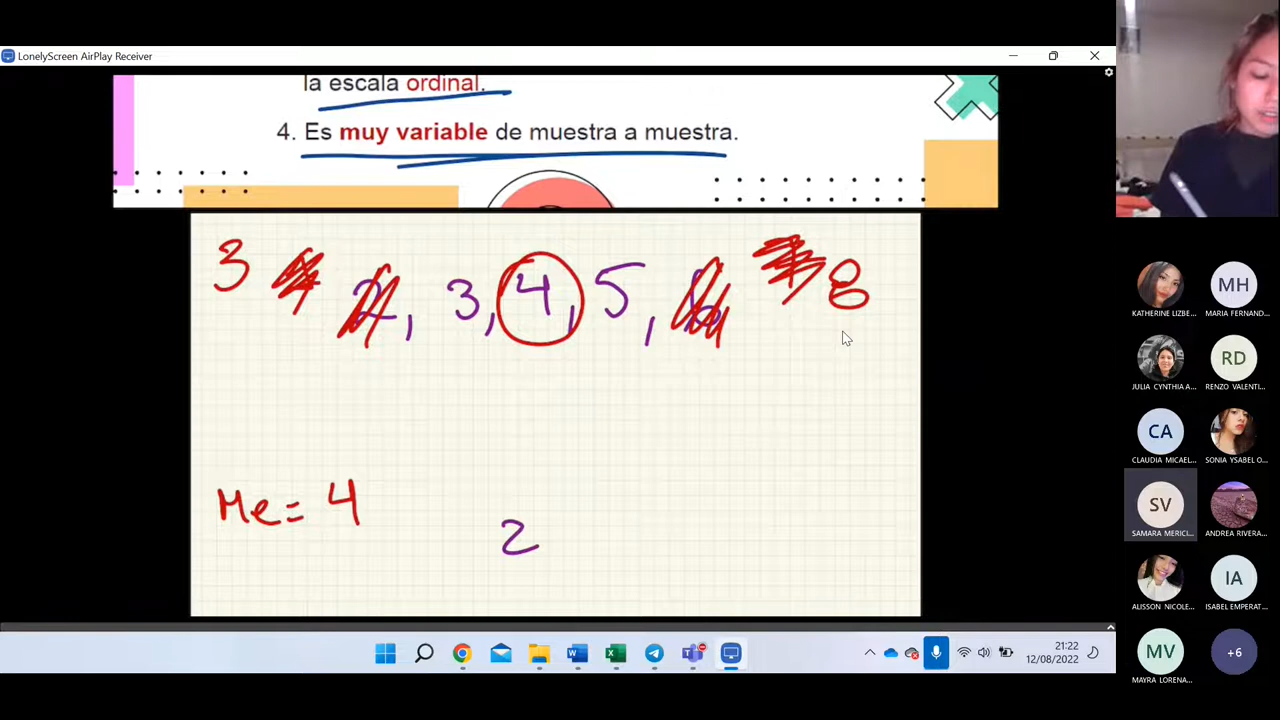 LonelyScreen AirPlay Receiver
la escala ordinal.
4. Es muy variable de muestra a muestra.
3 , 3, 4, 5, 8
Me = 4
2
KATHERINE LIZBE...
MH
MARIA FERNAND...
JULIA CYNTHIA A...
RD
RENZO VALENTI...
CA
CLAUDIA MICAEL...
SONIA YSABEL O...
SV
SAMARA MERICI...
ANDREA RIVERA...
ALISSON NICOLE...
IA
ISABEL EMPERAT...
MV
MAYRA LORENA...
+6
21:22
12/08/2022